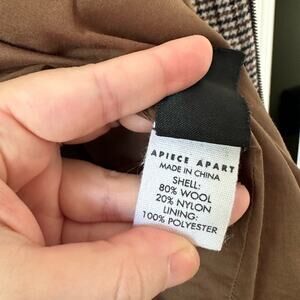 APIECE APART
MADE IN CHINA
SHELL:
80% WOOL
20% NYLON
LINING:
100% POLYESTER